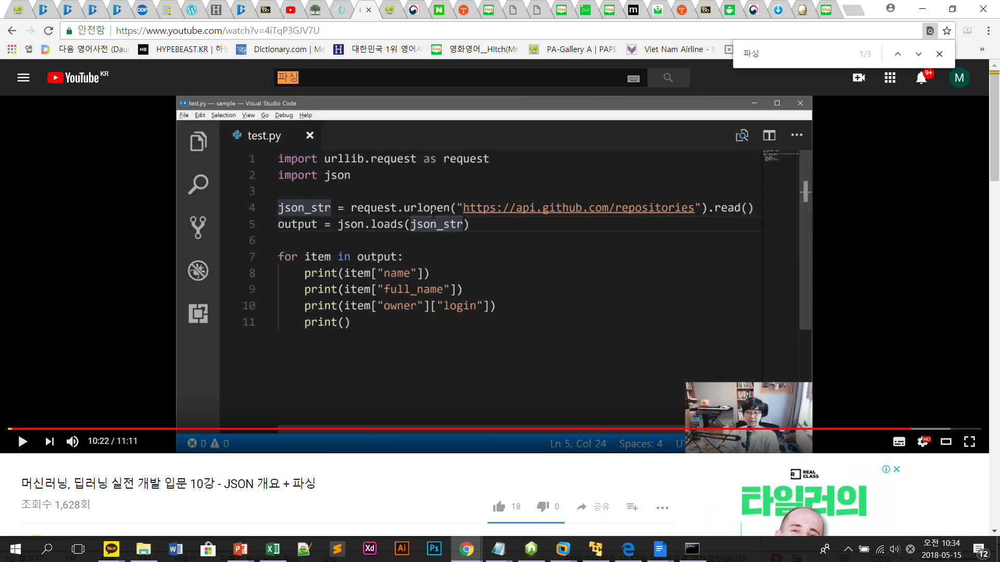 안전함 https://www.youtube.com/watch?v=4iTqP3GJV7U
앱 다음 영어사전 (Dau HYPEBEAST.KR | 하 Dictionary.com | Me 대한민국 1위 영어사 영화영어__Hitch(Mr. PA-Gallery A | PAPE Viet Nam Airline - »
파싱 1/3
YouTube KR
파싱
9+
M
test.py — sample — Visual Studio Code
File Edit Selection View Go Debug Help
test.py
1 import urllib.request as request
2 import json
3
4 json_str = request.urlopen("https://api.github.com/repositories").read()
5 output = json.loads(json_str)
6
7 for item in output:
8 print(item["name"])
9 print(item["full_name"])
10 print(item["owner"]["login"])
11 print()
0 0 Ln 5, Col 24 Spaces: 4 UT
10:22 / 11:11
HD
머신러닝, 딥러닝 실전 개발 입문 10강 - JSON 개요 + 파싱
조회수 1,628회
18 0 공유
REAL CLASS
타일러의
TALK
Xd Ai Ps
오전 10:34
2018-05-15
12